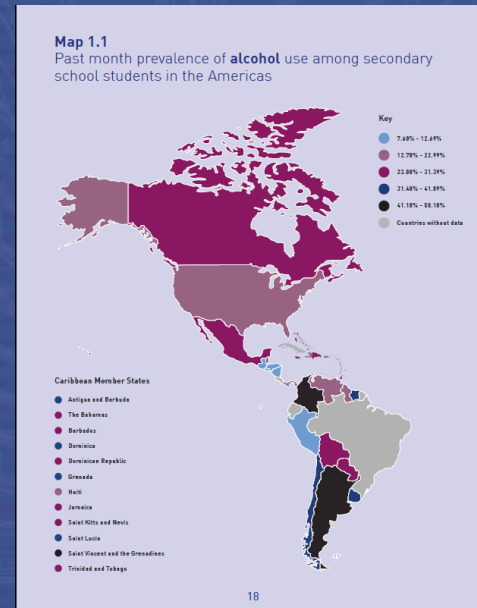 Map 1.1
Past month prevalence of alcohol use among secondary
school students in the Americas
Key
7.60% - 12.69%
12.70% - 22.99%
23.00% - 31.39%
31.40% - 41.09%
41.10% - 58.10%
Countries without data
Caribbean Member States
Antigua and Barbuda
The Bahamas
Barbados
Dominica
Dominican Republic
Grenada
Haiti
Jamaica
Saint Kitts and Nevis
Saint Lucia
Saint Vincent and the Grenadines
Trinidad and Tobago
18